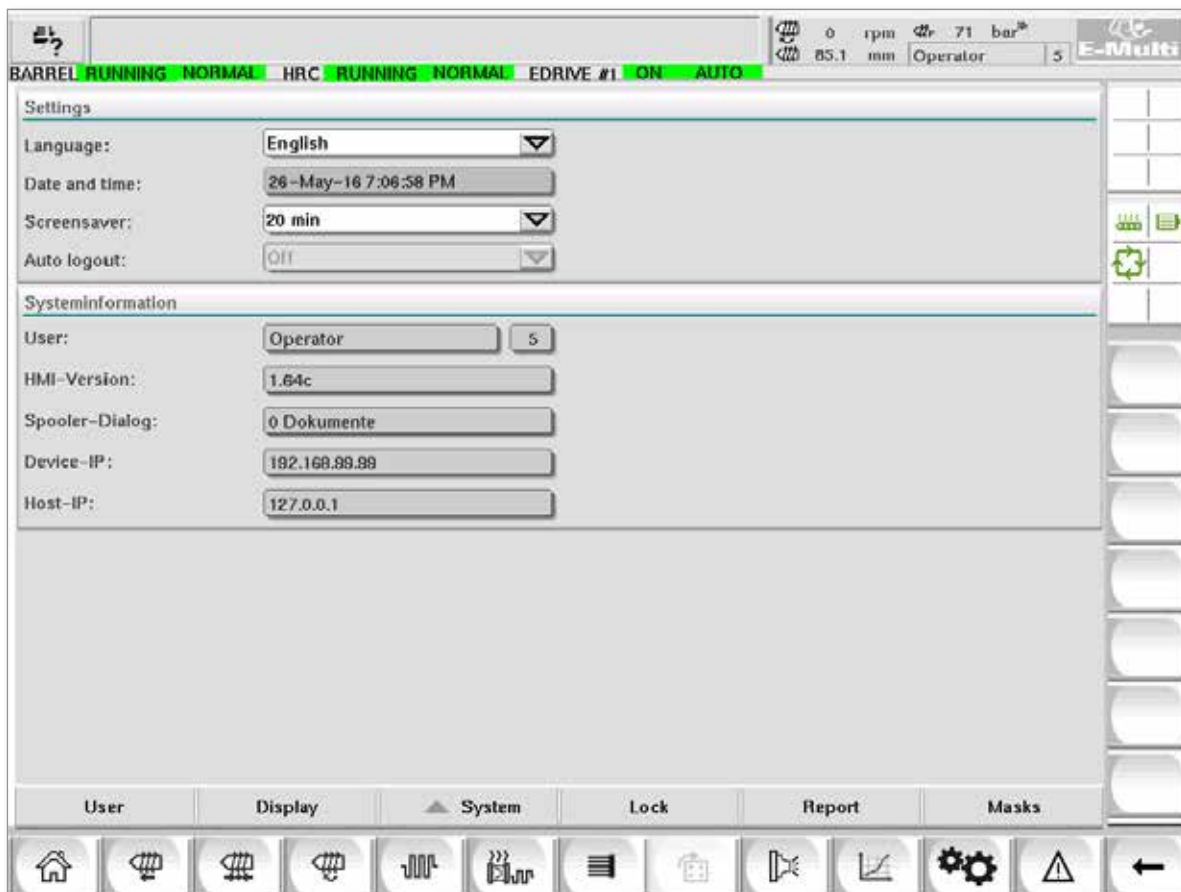 0 rpm 71 bar
85.1 mm Operator 5
E-Multi
BARREL RUNNING NORMAL HRC RUNNING NORMAL EDRIVE #1 ON AUTO
Settings
Language: English
Date and time: 26-May-16 7:06:58 PM
Screensaver: 20 min
Auto logout: Off
Systeminformation
User: Operator 5
HMI-Version: 1.64c
Spooler-Dialog: 0 Dokumente
Device-IP: 192.168.99.99
Host-IP: 127.0.0.1
User Display System Lock Report Masks